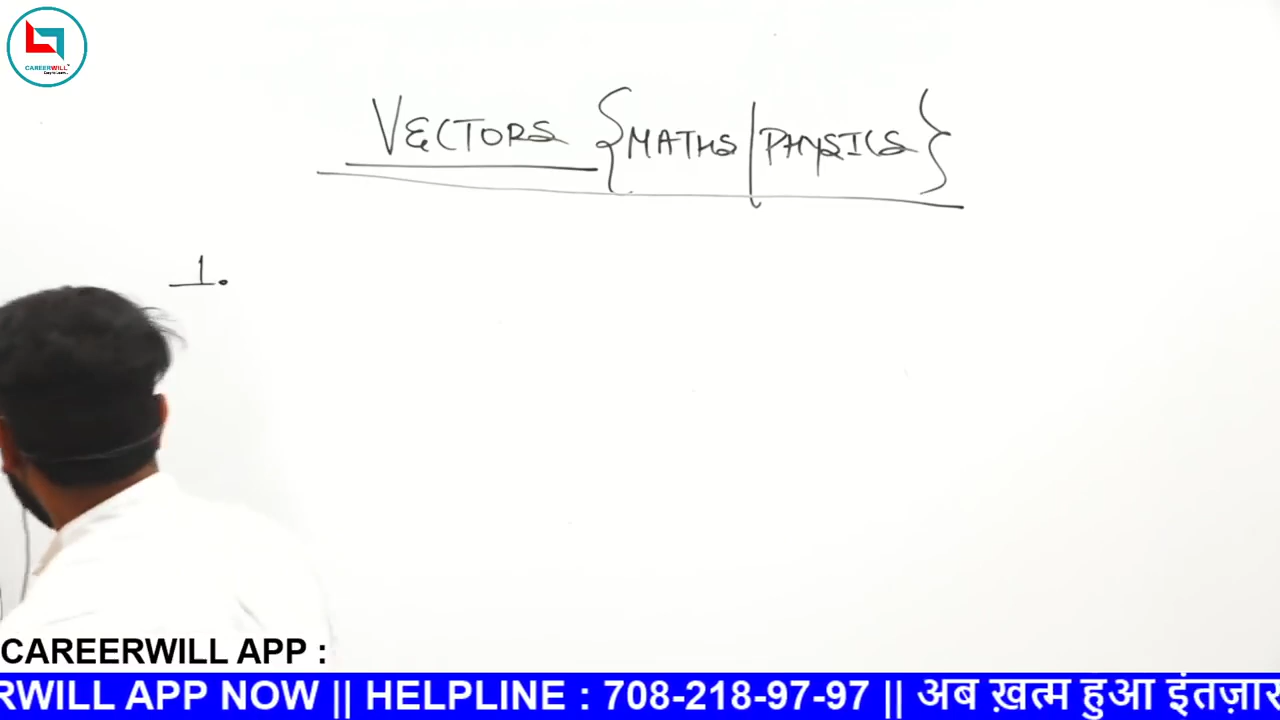 CAREERWILL
VECTORS {MATHS|PHYSICS}
1.
CAREERWILL APP :
RWILL APP NOW || HELPLINE : 708-218-97-97 || अब ख़त्म हुआ इंतज़ार